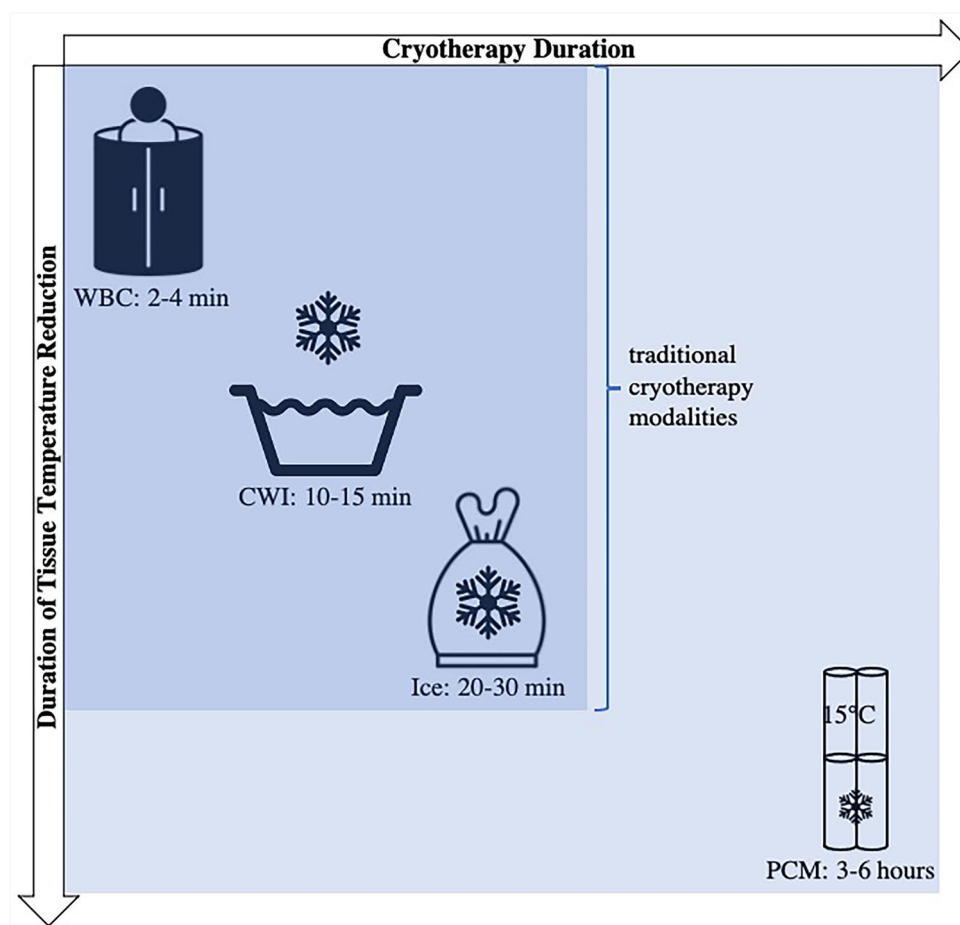 Cryotherapy Duration
Duration of Tissue Temperature Reduction
WBC: 2-4 min
CWI: 10-15 min
Ice: 20-30 min
traditional
cryotherapy
modalities
15°C
PCM: 3-6 hours